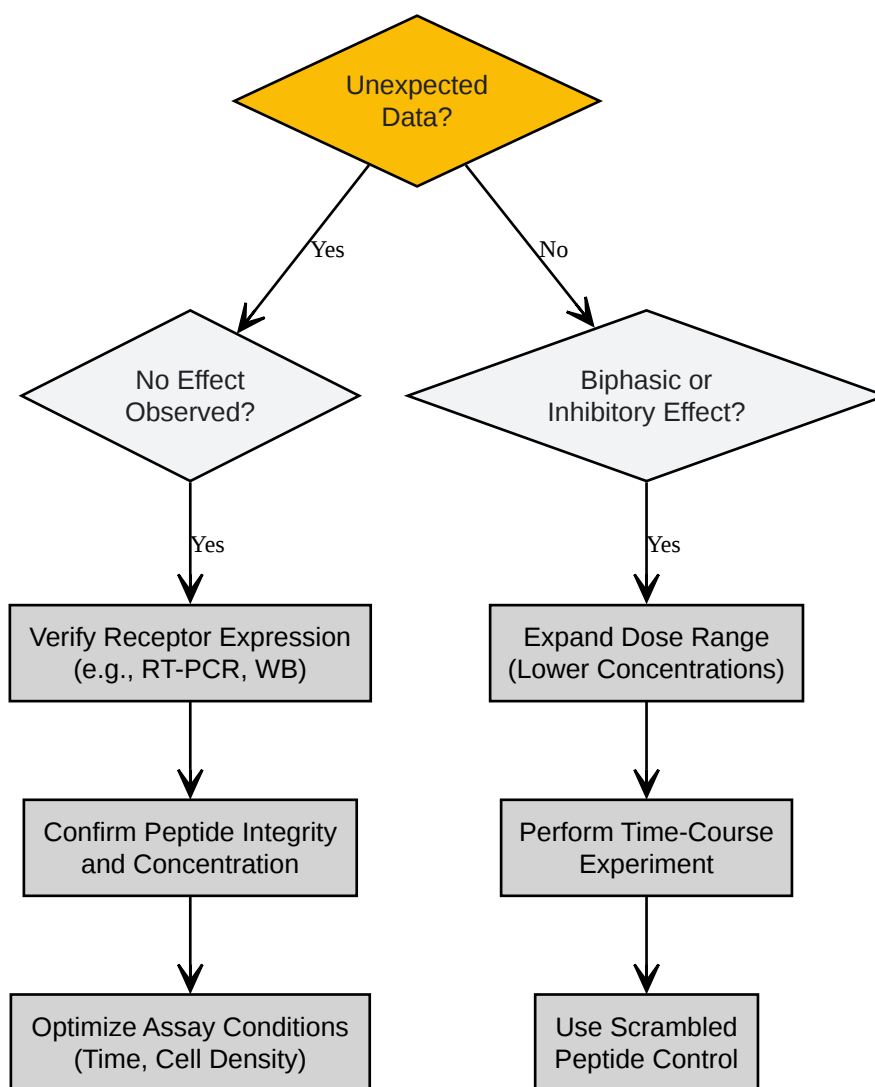 Unexpected
Data?
Yes
No
No Effect
Observed?
Biphasic or
Inhibitory Effect?
Yes
Yes
Verify Receptor Expression
(e.g., RT-PCR, WB)
Expand Dose Range
(Lower Concentrations)
Confirm Peptide Integrity
and Concentration
Perform Time-Course
Experiment
Optimize Assay Conditions
(Time, Cell Density)
Use Scrambled
Peptide Control